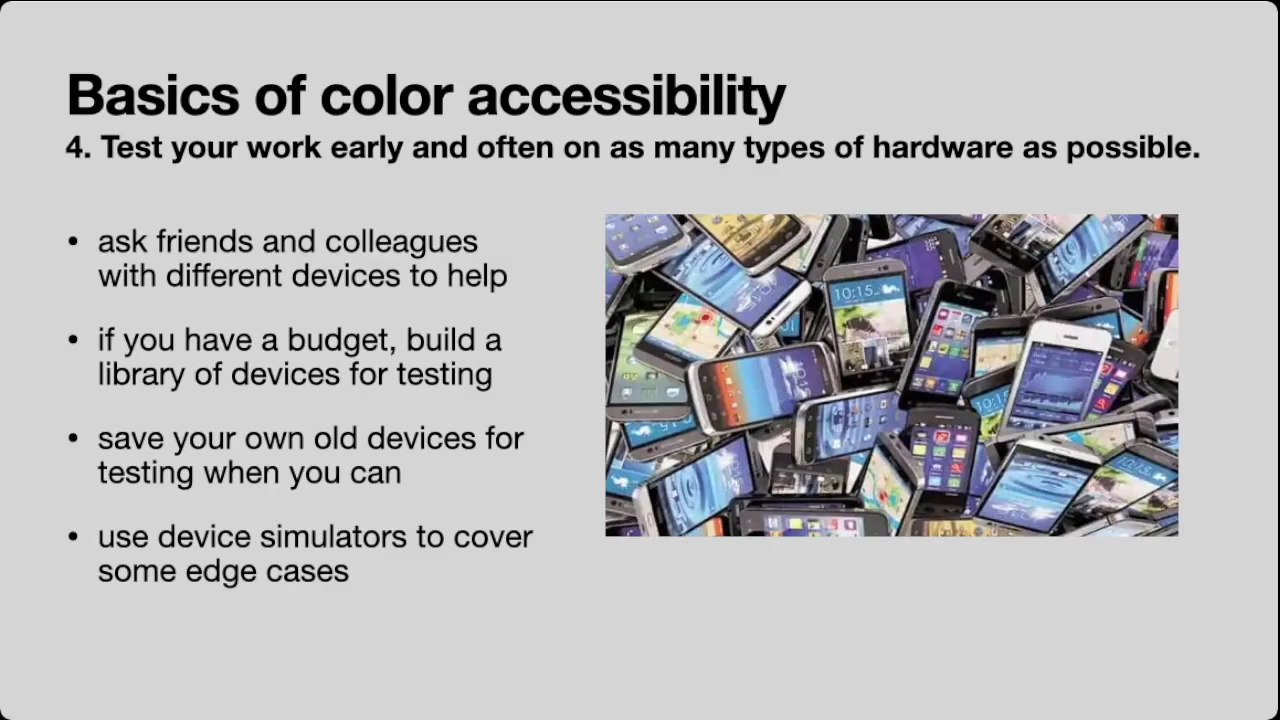 Basics of color accessibility
4. Test your work early and often on as many types of hardware as possible.
• ask friends and colleagues
with different devices to help
• if you have a budget, build a
library of devices for testing
• save your own old devices for
testing when you can
• use device simulators to cover
some edge cases
10:15